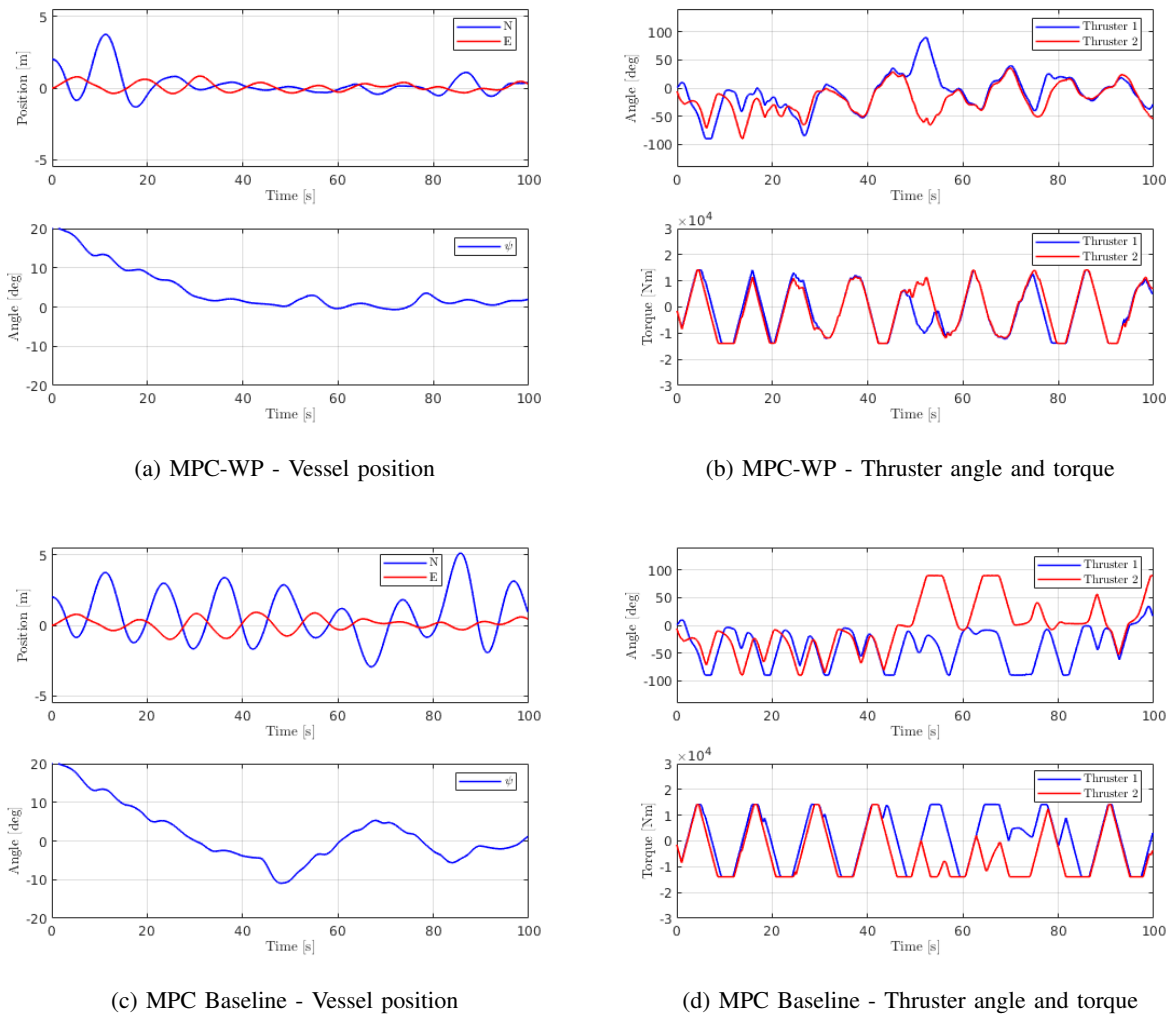 5
0
-5
Position [m]
N
E
0 20 40 60 80 100
Time [s]
20
10
0
-10
-20
Angle [deg]
ψ
0 20 40 60 80 100
Time [s]
(a) MPC-WP - Vessel position
100
50
0
-50
-100
Angle [deg]
Thruster 1
Thruster 2
0 20 40 60 80 100
Time [s]
×10⁴
3
2
1
0
-1
-2
-3
Torque [Nm]
Thruster 1
Thruster 2
0 20 40 60 80 100
Time [s]
(b) MPC-WP - Thruster angle and torque
5
0
-5
Position [m]
N
E
0 20 40 60 80 100
Time [s]
20
10
0
-10
-20
Angle [deg]
ψ
0 20 40 60 80 100
Time [s]
(c) MPC Baseline - Vessel position
100
50
0
-50
-100
Angle [deg]
Thruster 1
Thruster 2
0 20 40 60 80 100
Time [s]
×10⁴
3
2
1
0
-1
-2
-3
Torque [Nm]
Thruster 1
Thruster 2
0 20 40 60 80 100
Time [s]
(d) MPC Baseline - Thruster angle and torque